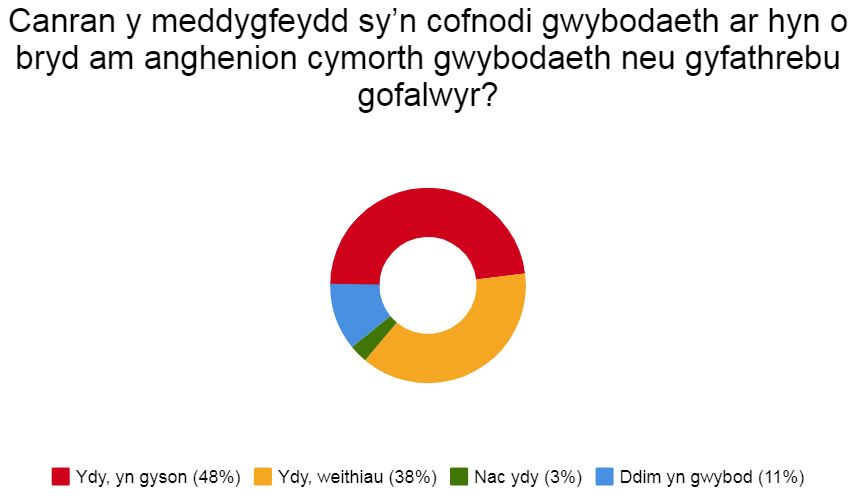 Canran y meddygfeydd sy’n cofnodi gwybodaeth ar hyn o
bryd am anghenion cymorth gwybodaeth neu gyfathrebu
gofalwyr?
Ydy, yn gyson (48%) Ydy, weithiau (38%) Nac ydy (3%) Ddim yn gwybod (11%)